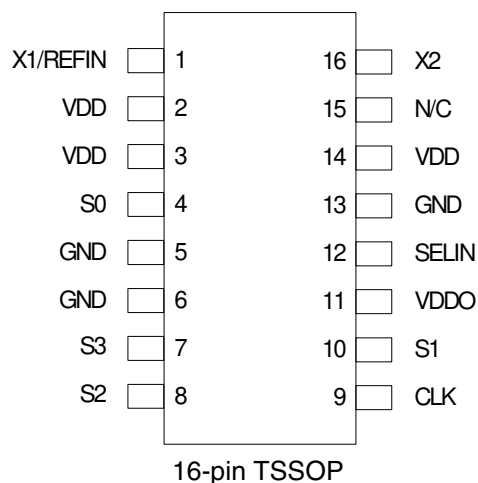 X1/REFIN 1 16 X2
VDD 2 15 N/C
VDD 3 14 VDD
S0 4 13 GND
GND 5 12 SELIN
GND 6 11 VDDO
S3 7 10 S1
S2 8 9 CLK
16-pin TSSOP